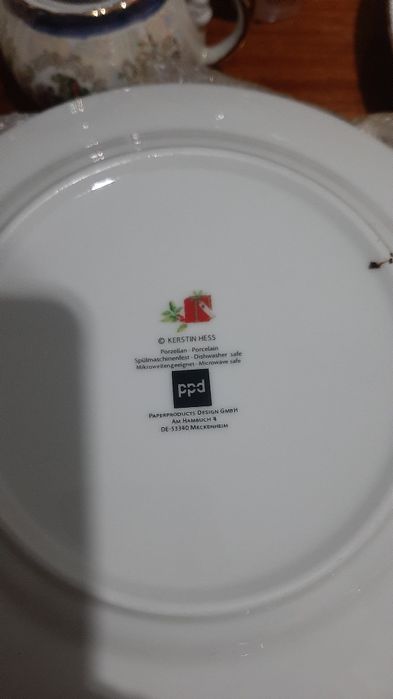 © KERSTIN HESS
Porzellan · Porcelain
Spülmaschinenfest · Dishwasher safe
Mikrowellengeeignet · Microwave safe
ppd
PAPERPRODUCTS DESIGN GMBH
AM HAMBUCH 4
DE-53340 MECKENHEIM